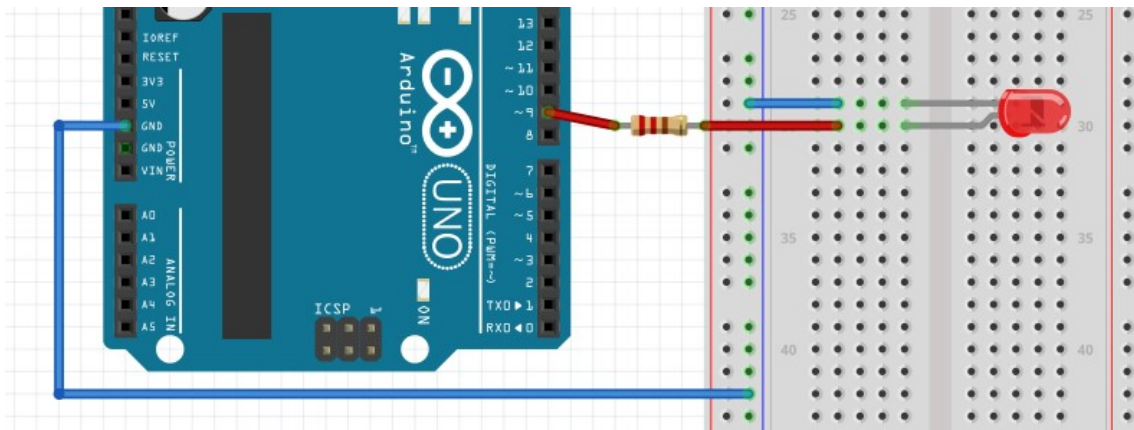 IOREF
RESET
3V3
5V
GND
GND
VIN
POWER
A0
A1
A2
A3
A4
A5
ANALOG IN
ICSP
1
ON
Arduino™
UNO
13
12
~ 11
~ 10
~ 9
8
7
~ 6
~ 5
4
~ 3
2
TX0 ▶ 1
RX0 ◀ 0
DIGITAL (PWM=~)
25
35
40
25
30
35
40